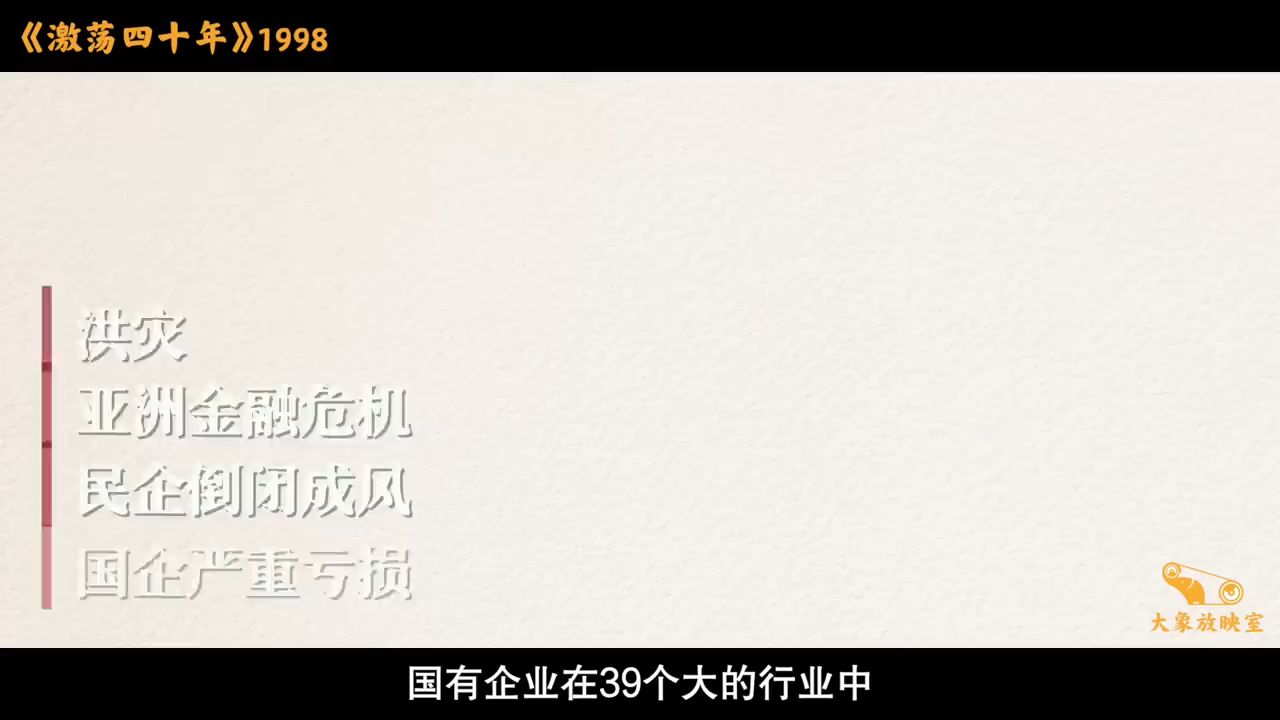 《激荡四十年》1998
洪灾
亚洲金融危机
民企倒闭成风
国企严重亏损
大象放映室
国有企业在39个大的行业中